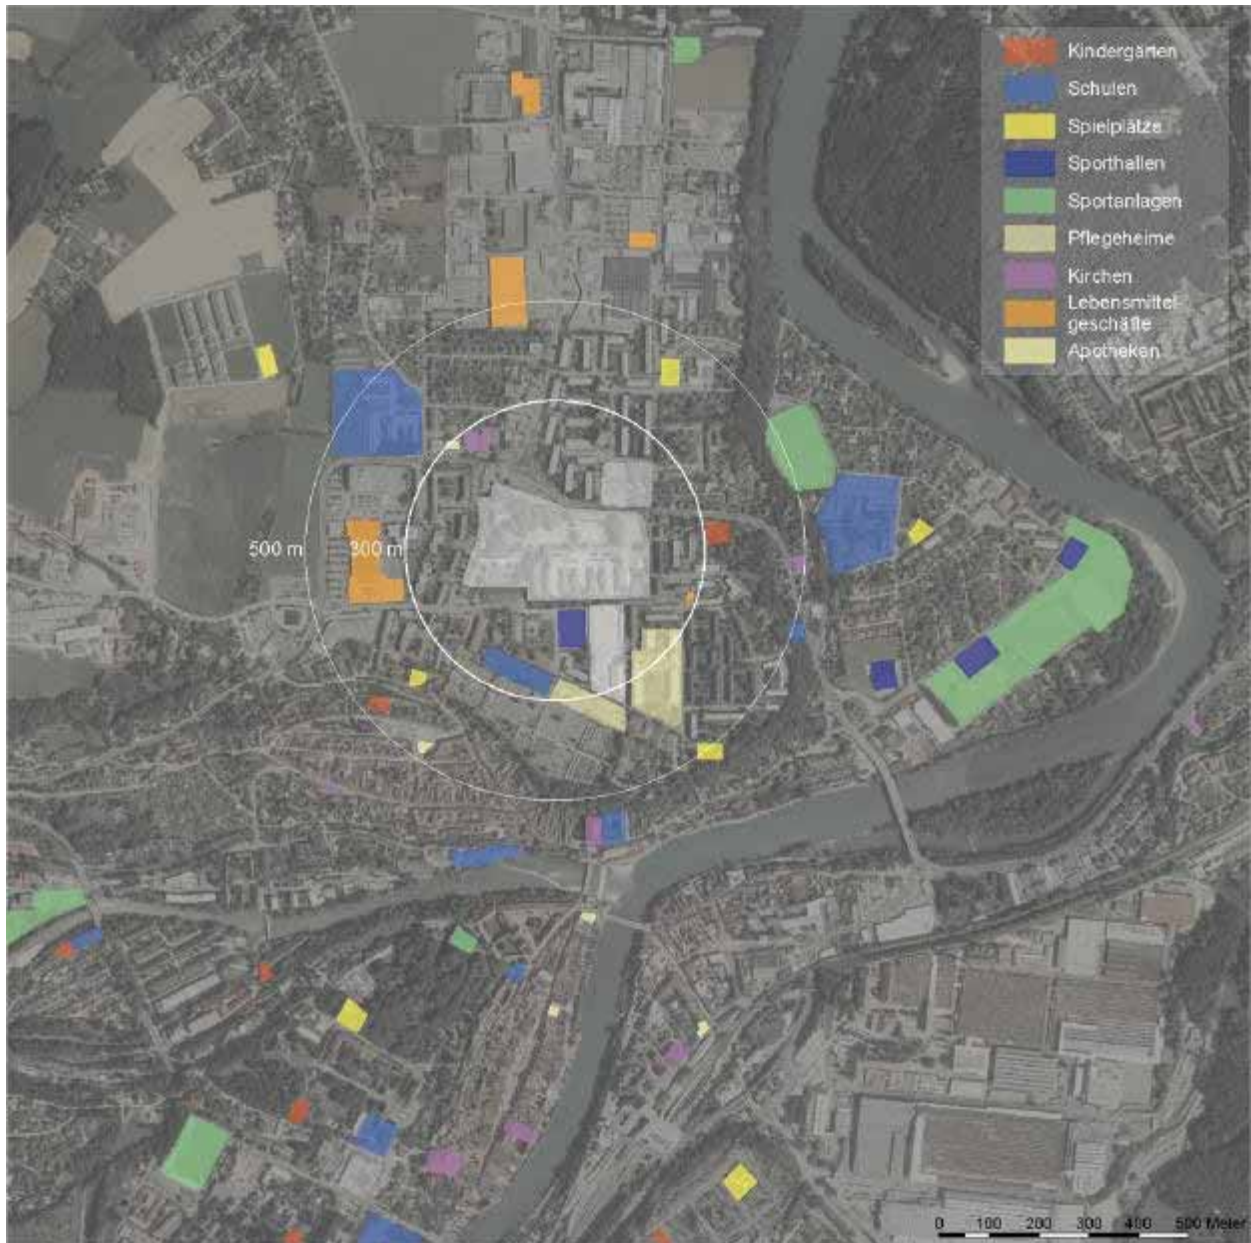 Kindergärten
Schulen
Spielplätze
Sporthallen
Sportanlagen
Pflegeheime
Kirchen
Lebensmittel-
geschäfte
Apotheken
500 m
300 m
0 100 200 300 400 500 Meter